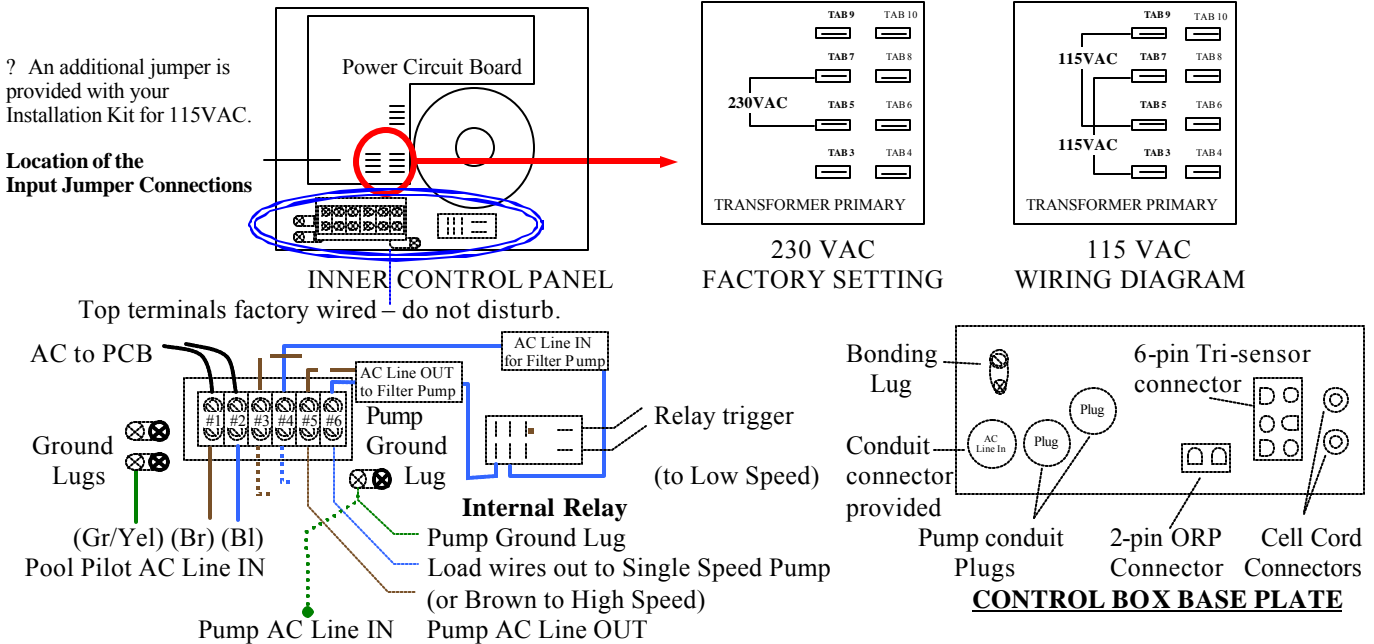 ? An additional jumper is
provided with your
Installation Kit for 115VAC.
Location of the
Input Jumper Connections
Power Circuit Board
INNER CONTROL PANEL
TAB 9 TAB 10
TAB 7 TAB 8
230VAC
TAB 5 TAB 6
TAB 3 TAB 4
TRANSFORMER PRIMARY
230 VAC
FACTORY SETTING
TAB 9 TAB 10
115VAC TAB 7 TAB 8
TAB 5 TAB 6
115VAC
TAB 3 TAB 4
TRANSFORMER PRIMARY
115 VAC
WIRING DIAGRAM
Top terminals factory wired – do not disturb.
AC to PCB
AC Line IN
for Filter Pump
AC Line OUT
to Filter Pump
#1 #2 #3 #4 #5 #6
Pump
Ground
Lug
Ground
Lugs
Relay trigger
(to Low Speed)
Internal Relay
(Gr/Yel) (Br) (Bl)
Pool Pilot AC Line IN
Pump Ground Lug
Load wires out to Single Speed Pump
(or Brown to High Speed)
Pump AC Line IN
Pump AC Line OUT
Bonding
Lug
6-pin Tri-sensor
connector
Plug
Plug
AC
Line In
Conduit
connector
provided
Pump conduit
Plugs
2-pin ORP
Connector
Cell Cord
Connectors
CONTROL BOX BASE PLATE